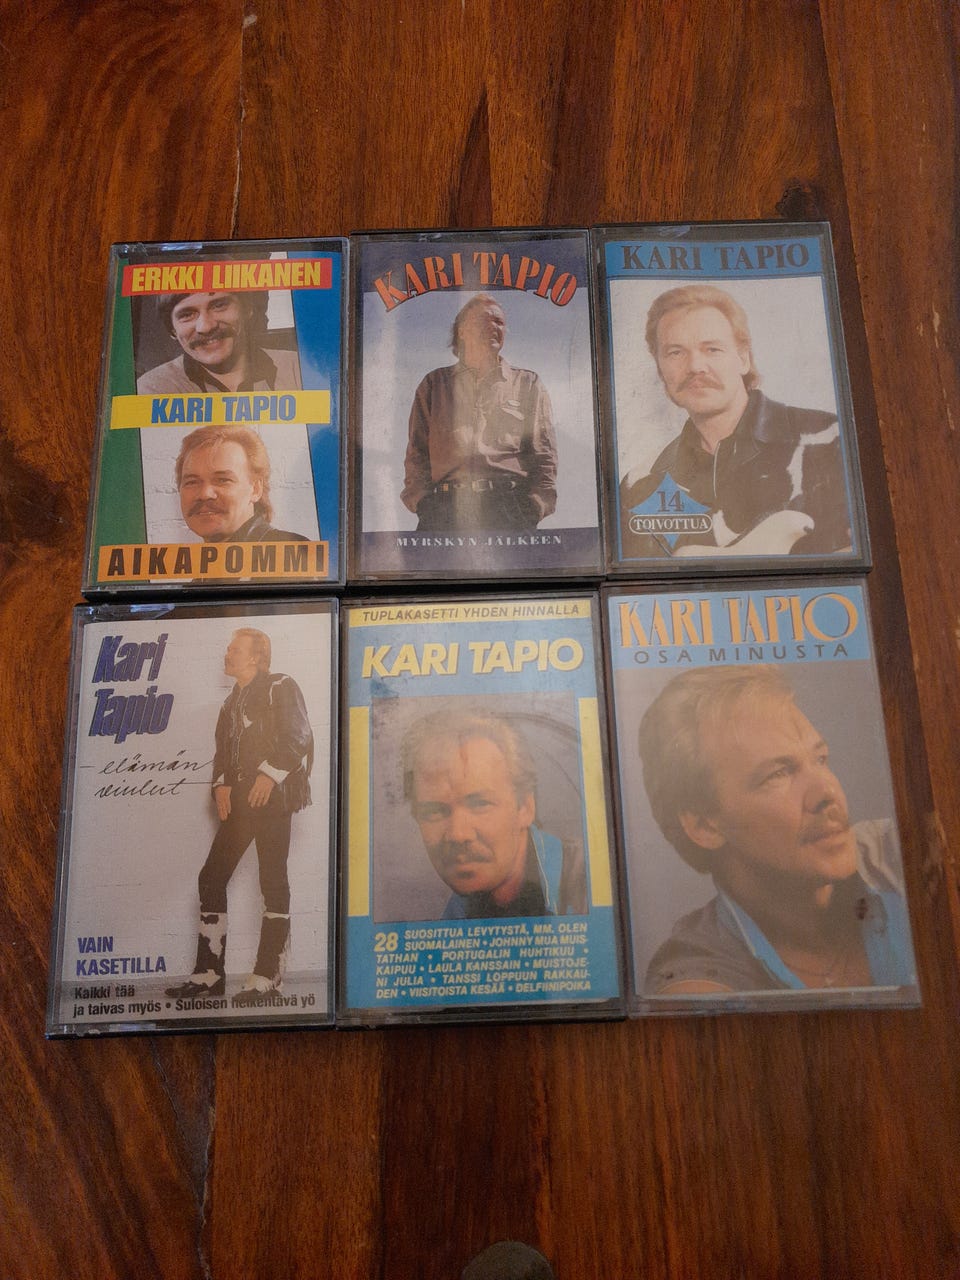 ERKKI LIIKANEN
KARI TAPIO
AIKAPOMMI
KARI TAPIO
MYRSKYN JÄLKEEN
KARI TAPIO
14
TOIVOTTUA
Kari
Tapio
elämän
viulut
VAIN
KASETILLA
Kaikki tää
ja taivas myös • Suloisen heikentävä yö
TUPLAKASETTI YHDEN HINNALLA
KARI TAPIO
28 SUOSITTUA LEVYTYSTÄ, MM. OLEN
SUOMALAINEN • JOHNNY MUA MUIS-
TATHAN • PORTUGALIN HUHTIKUU •
KAIPUU • LAULA KANSSAIN • MUISTOJE-
NI JULIA • TANSSI LOPPUUN RAKKAU-
DEN • VIISITOISTA KESÄÄ • DELFIINIPOIKA
KARI TAPIO
OSA MINUSTA